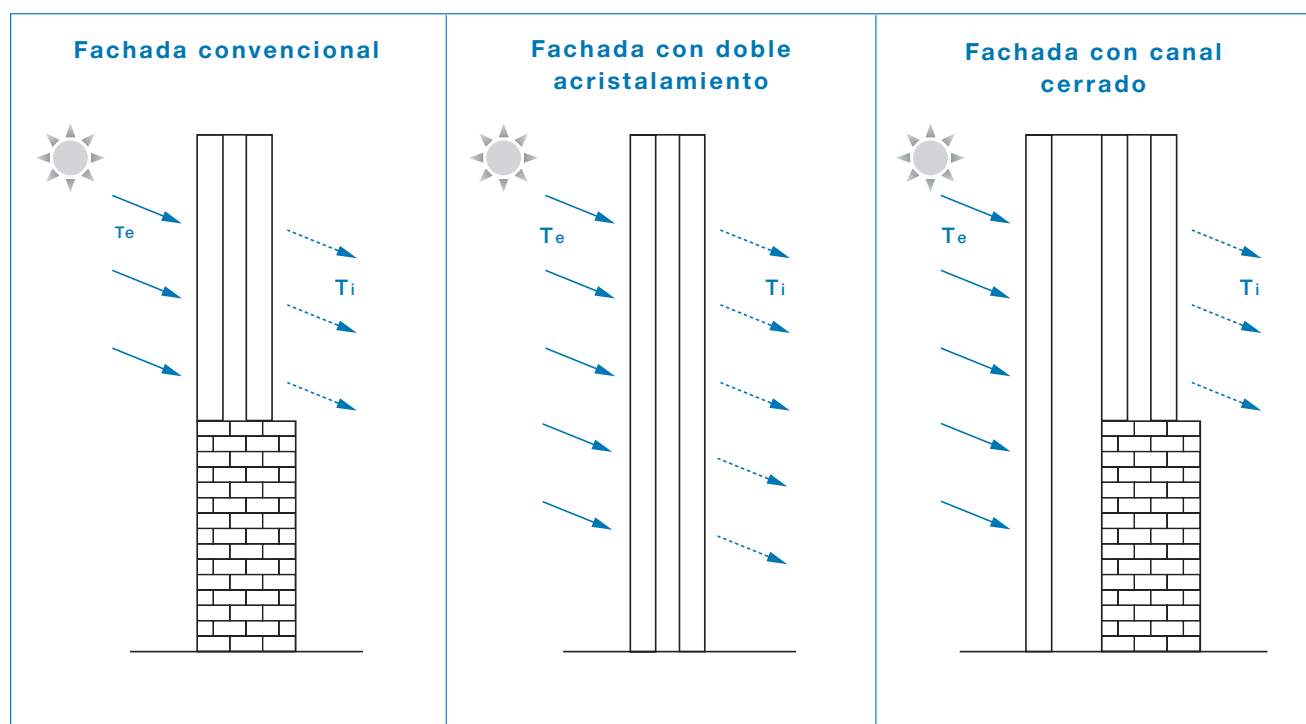 Fachada convencional
Te
Ti
Fachada con doble
acristalamiento
Te
Ti
Fachada con canal
cerrado
Te
Ti